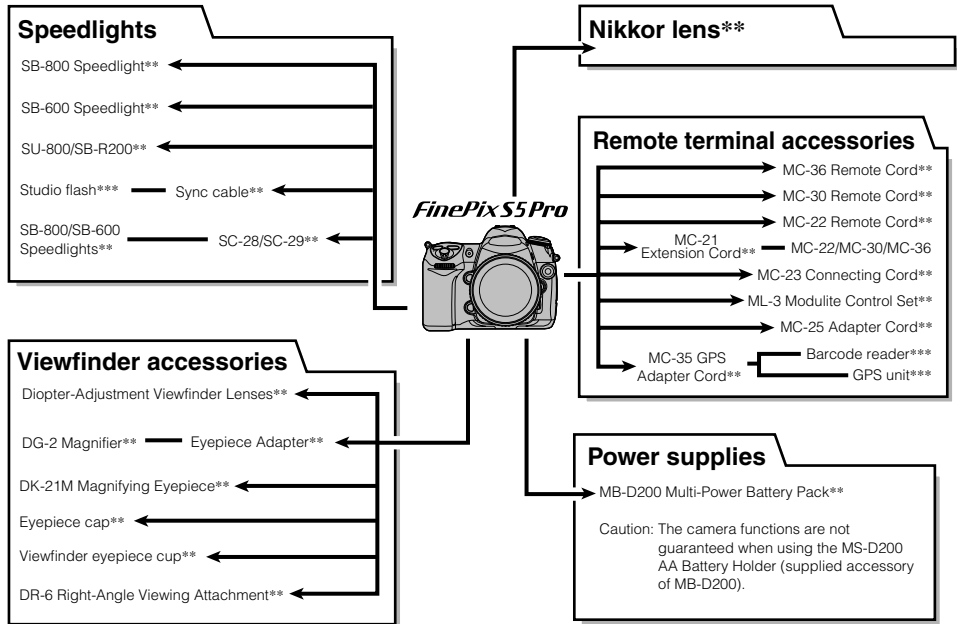 Speedlights
SB-800 Speedlight**
SB-600 Speedlight**
SU-800/SB-R200**
Studio flash*** Sync cable**
SB-800/SB-600
Speedlights** SC-28/SC-29**
Viewfinder accessories
Diopter-Adjustment Viewfinder Lenses**
DG-2 Magnifier** Eyepiece Adapter**
DK-21M Magnifying Eyepiece**
Eyepiece cap**
Viewfinder eyepiece cup**
DR-6 Right-Angle Viewing Attachment**
FinePix S5 Pro
Nikkor lens**
Remote terminal accessories
MC-36 Remote Cord**
MC-30 Remote Cord**
MC-22 Remote Cord**
MC-21
Extension Cord** MC-22/MC-30/MC-36
MC-23 Connecting Cord**
ML-3 Modulite Control Set**
MC-25 Adapter Cord**
MC-35 GPS
Adapter Cord**
Barcode reader***
GPS unit***
Power supplies
MB-D200 Multi-Power Battery Pack**
Caution: The camera functions are not
guaranteed when using the MS-D200
AA Battery Holder (supplied accessory
of MB-D200).